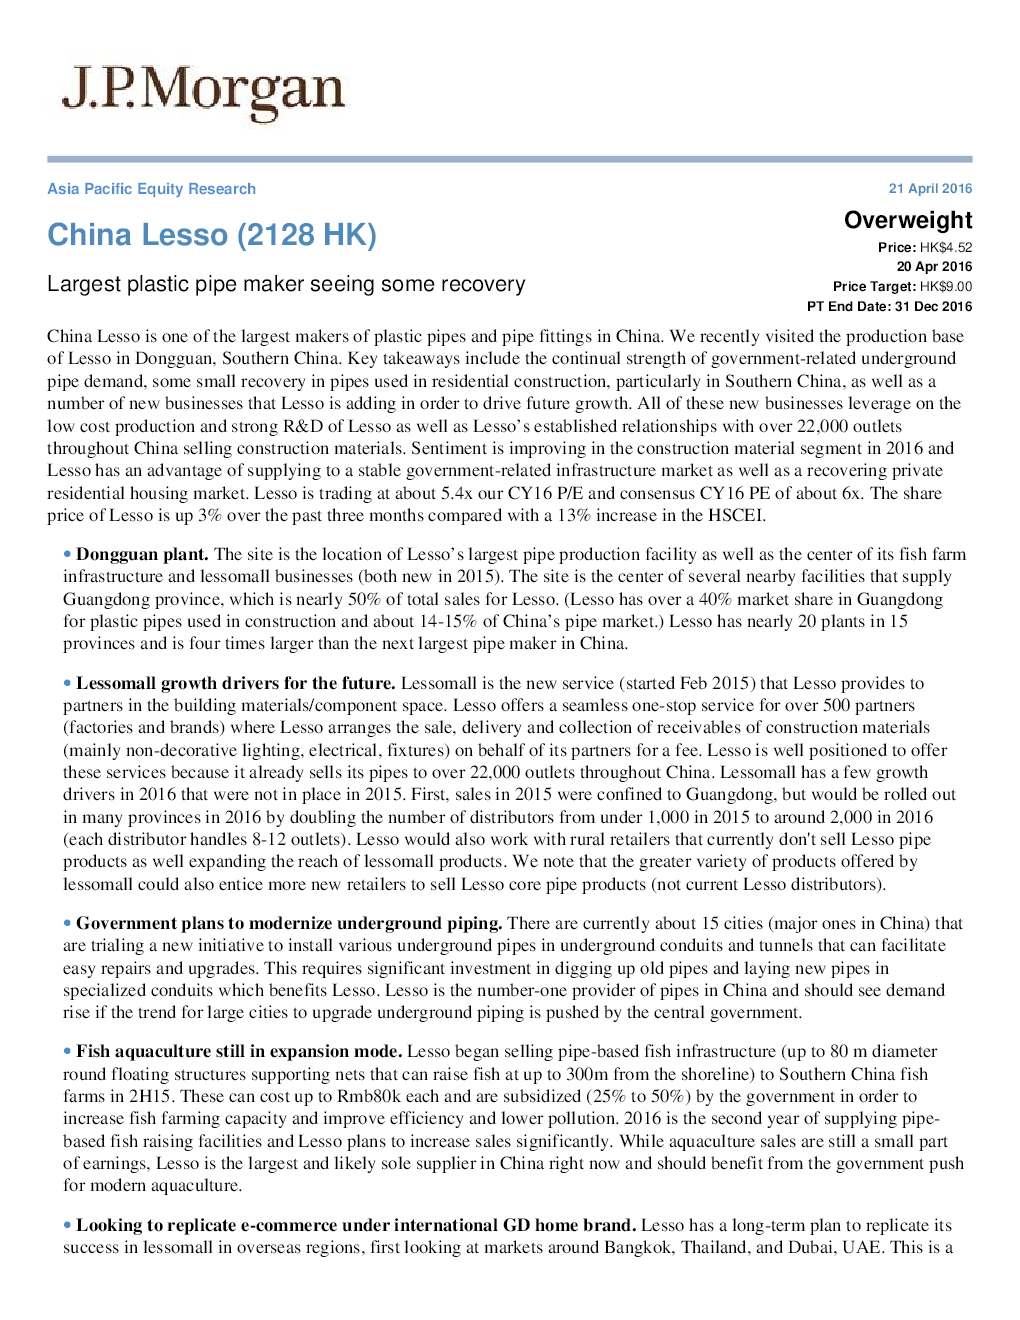 J.P.Morgan
Asia Pacific Equity Research
21 April 2016
China Lesso (2128 HK)
Largest plastic pipe maker seeing some recovery
Overweight
Price: HK$4.52
20 Apr 2016
Price Target: HK$9.00
PT End Date: 31 Dec 2016
China Lesso is one of the largest makers of plastic pipes and pipe fittings in China. We recently visited the production base
of Lesso in Dongguan, Southern China. Key takeaways include the continual strength of government-related underground
pipe demand, some small recovery in pipes used in residential construction, particularly in Southern China, as well as a
number of new businesses that Lesso is adding in order to drive future growth. All of these new businesses leverage on the
low cost production and strong R&D of Lesso as well as Lesso's established relationships with over 22,000 outlets
throughout China selling construction materials. Sentiment is improving in the construction material segment in 2016 and
Lesso has an advantage of supplying to a stable government-related infrastructure market as well as a recovering private
residential housing market. Lesso is trading at about 5.4x our CY16 P/E and consensus CY16 PE of about 6x. The share
price of Lesso is up 3% over the past three months compared with a 13% increase in the HSCEI.
• Dongguan plant. The site is the location of Lesso's largest pipe production facility as well as the center of its fish farm
infrastructure and lessomall businesses (both new in 2015). The site is the center of several nearby facilities that supply
Guangdong province, which is nearly 50% of total sales for Lesso. (Lesso has over a 40% market share in Guangdong
for plastic pipes used in construction and about 14-15% of China's pipe market.) Lesso has nearly 20 plants in 15
provinces and is four times larger than the next largest pipe maker in China.
• Lessomall growth drivers for the future. Lessomall is the new service (started Feb 2015) that Lesso provides to
partners in the building materials/component space. Lesso offers a seamless one-stop service for over 500 partners
(factories and brands) where Lesso arranges the sale, delivery and collection of receivables of construction materials
(mainly non-decorative lighting, electrical, fixtures) on behalf of its partners for a fee. Lesso is well positioned to offer
these services because it already sells its pipes to over 22,000 outlets throughout China. Lessomall has a few growth
drivers in 2016 that were not in place in 2015. First, sales in 2015 were confined to Guangdong, but would be rolled out
in many provinces in 2016 by doubling the number of distributors from under 1,000 in 2015 to around 2,000 in 2016
(each distributor handles 8-12 outlets). Lesso would also work with rural retailers that currently don't sell Lesso pipe
products as well expanding the reach of lessomall products. We note that the greater variety of products offered by
lessomall could also entice more new retailers to sell Lesso core pipe products (not current Lesso distributors).
• Government plans to modernize underground piping. There are currently about 15 cities (major ones in China) that
are trialing a new initiative to install various underground pipes in underground conduits and tunnels that can facilitate
easy repairs and upgrades. This requires significant investment in digging up old pipes and laying new pipes in
specialized conduits which benefits Lesso. Lesso is the number-one provider of pipes in China and should see demand
rise if the trend for large cities to upgrade underground piping is pushed by the central government.
• Fish aquaculture still in expansion mode. Lesso began selling pipe-based fish infrastructure (up to 80 m diameter
round floating structures supporting nets that can raise fish at up to 300m from the shoreline) to Southern China fish
farms in 2H15. These can cost up to Rmb80k each and are subsidized (25% to 50%) by the government in order to
increase fish farming capacity and improve efficiency and lower pollution. 2016 is the second year of supplying pipe-
based fish raising facilities and Lesso plans to increase sales significantly. While aquaculture sales are still a small part
of earnings, Lesso is the largest and likely sole supplier in China right now and should benefit from the government push
for modern aquaculture.
• Looking to replicate e-commerce under international GD home brand. Lesso has a long-term plan to replicate its
success in lessomall in overseas regions, first looking at markets around Bangkok, Thailand, and Dubai, UAE. This is a